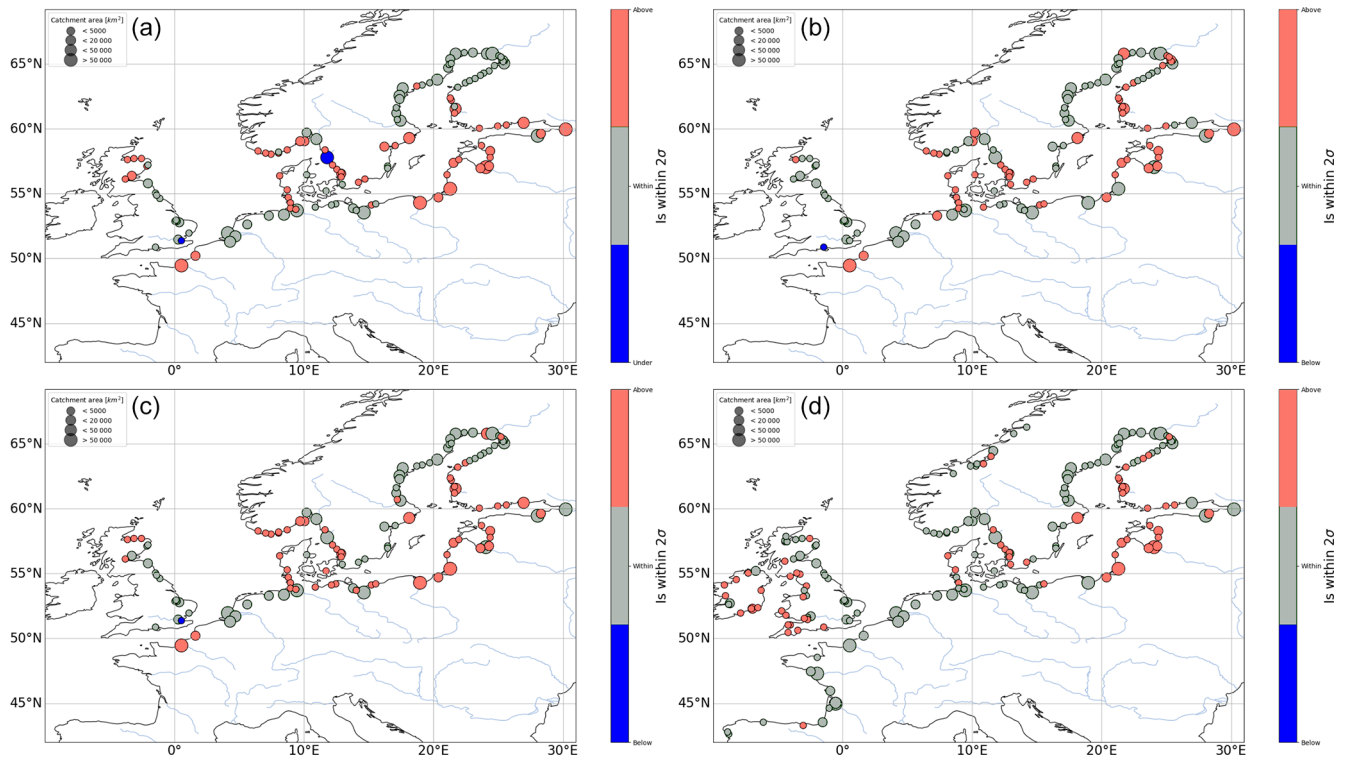 (a)
Catchment area [km²]
< 5000
< 20 000
< 50 000
> 50 000
65°N
60°N
55°N
50°N
45°N
0°
10°E
20°E
30°E
Above
Within
Under
Is within 2σ
(b)
Catchment area [km²]
< 5000
< 20 000
< 50 000
> 50 000
65°N
60°N
55°N
50°N
45°N
0°
10°E
20°E
30°E
Above
Within
Below
Is within 2σ
(c)
Catchment area [km²]
< 5000
< 20 000
< 50 000
> 50 000
65°N
60°N
55°N
50°N
45°N
0°
10°E
20°E
30°E
Above
Within
Below
Is within 2σ
(d)
Catchment area [km²]
< 5000
< 20 000
< 50 000
> 50 000
65°N
60°N
55°N
50°N
45°N
0°
10°E
20°E
30°E
Above
Within
Below
Is within 2σ